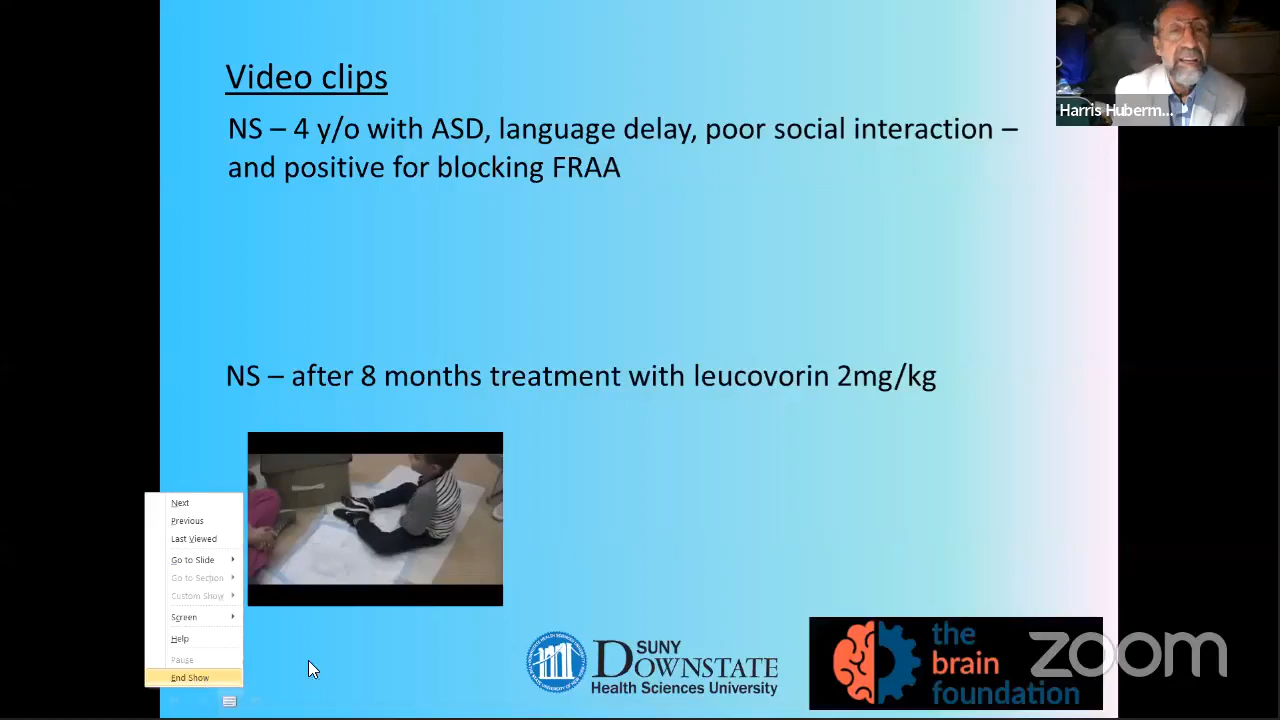 Video clips
NS – 4 y/o with ASD, language delay, poor social interaction –
and positive for blocking FRAA
NS – after 8 months treatment with leucovorin 2mg/kg
Harris Huberm...
Next
Previous
Last Viewed
Go to Slide
Go to Section
Custom Show
Screen
Help
Pause
End Show
SUNY
DOWNSTATE
Health Sciences University
the
brain
foundation
zoom